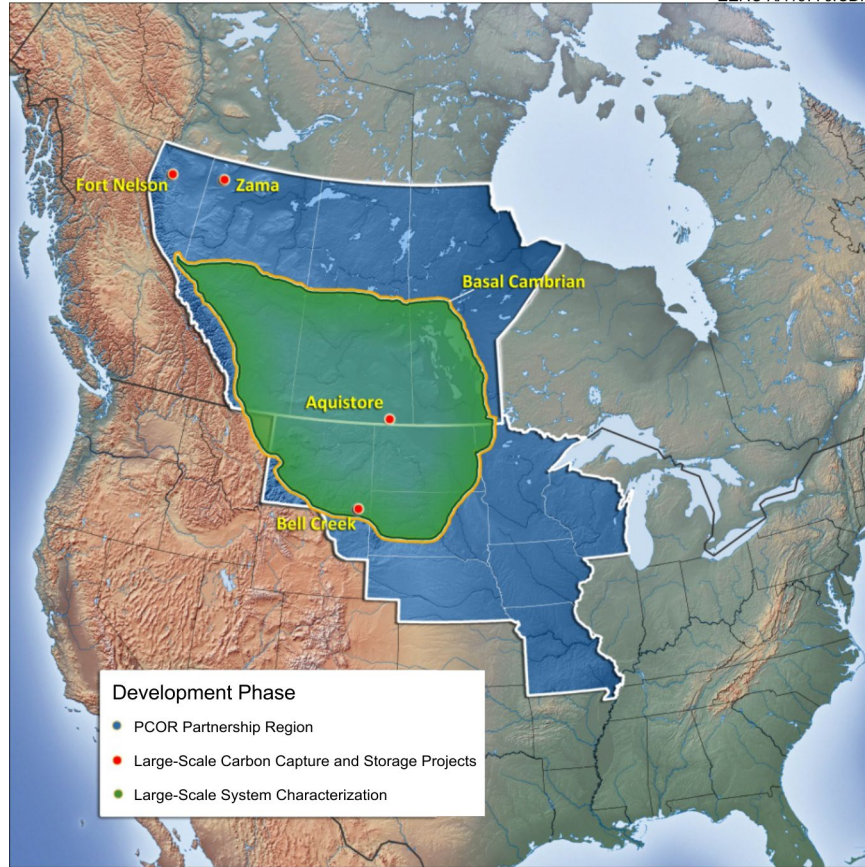 Fort Nelson
Zama
Basal Cambrian
Aquistore
Bell Creek
Development Phase
PCOR Partnership Region
Large-Scale Carbon Capture and Storage Projects
Large-Scale System Characterization